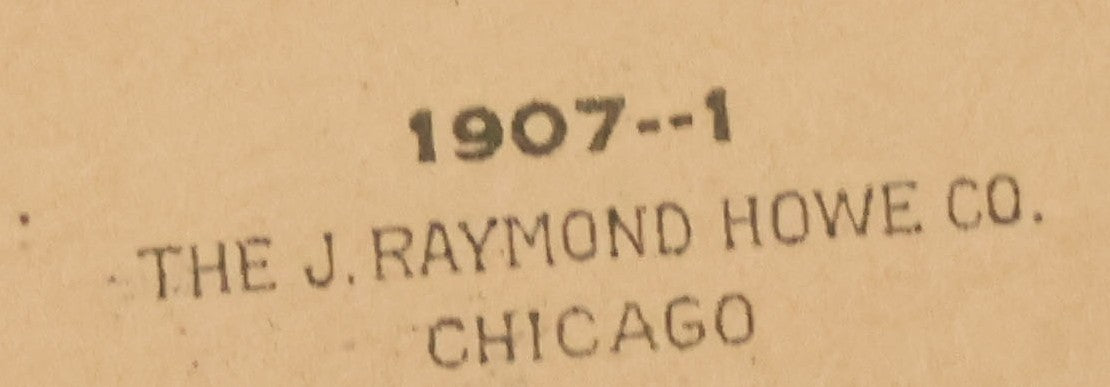 1907--1
THE J. RAYMOND HOWE CO.
CHICAGO